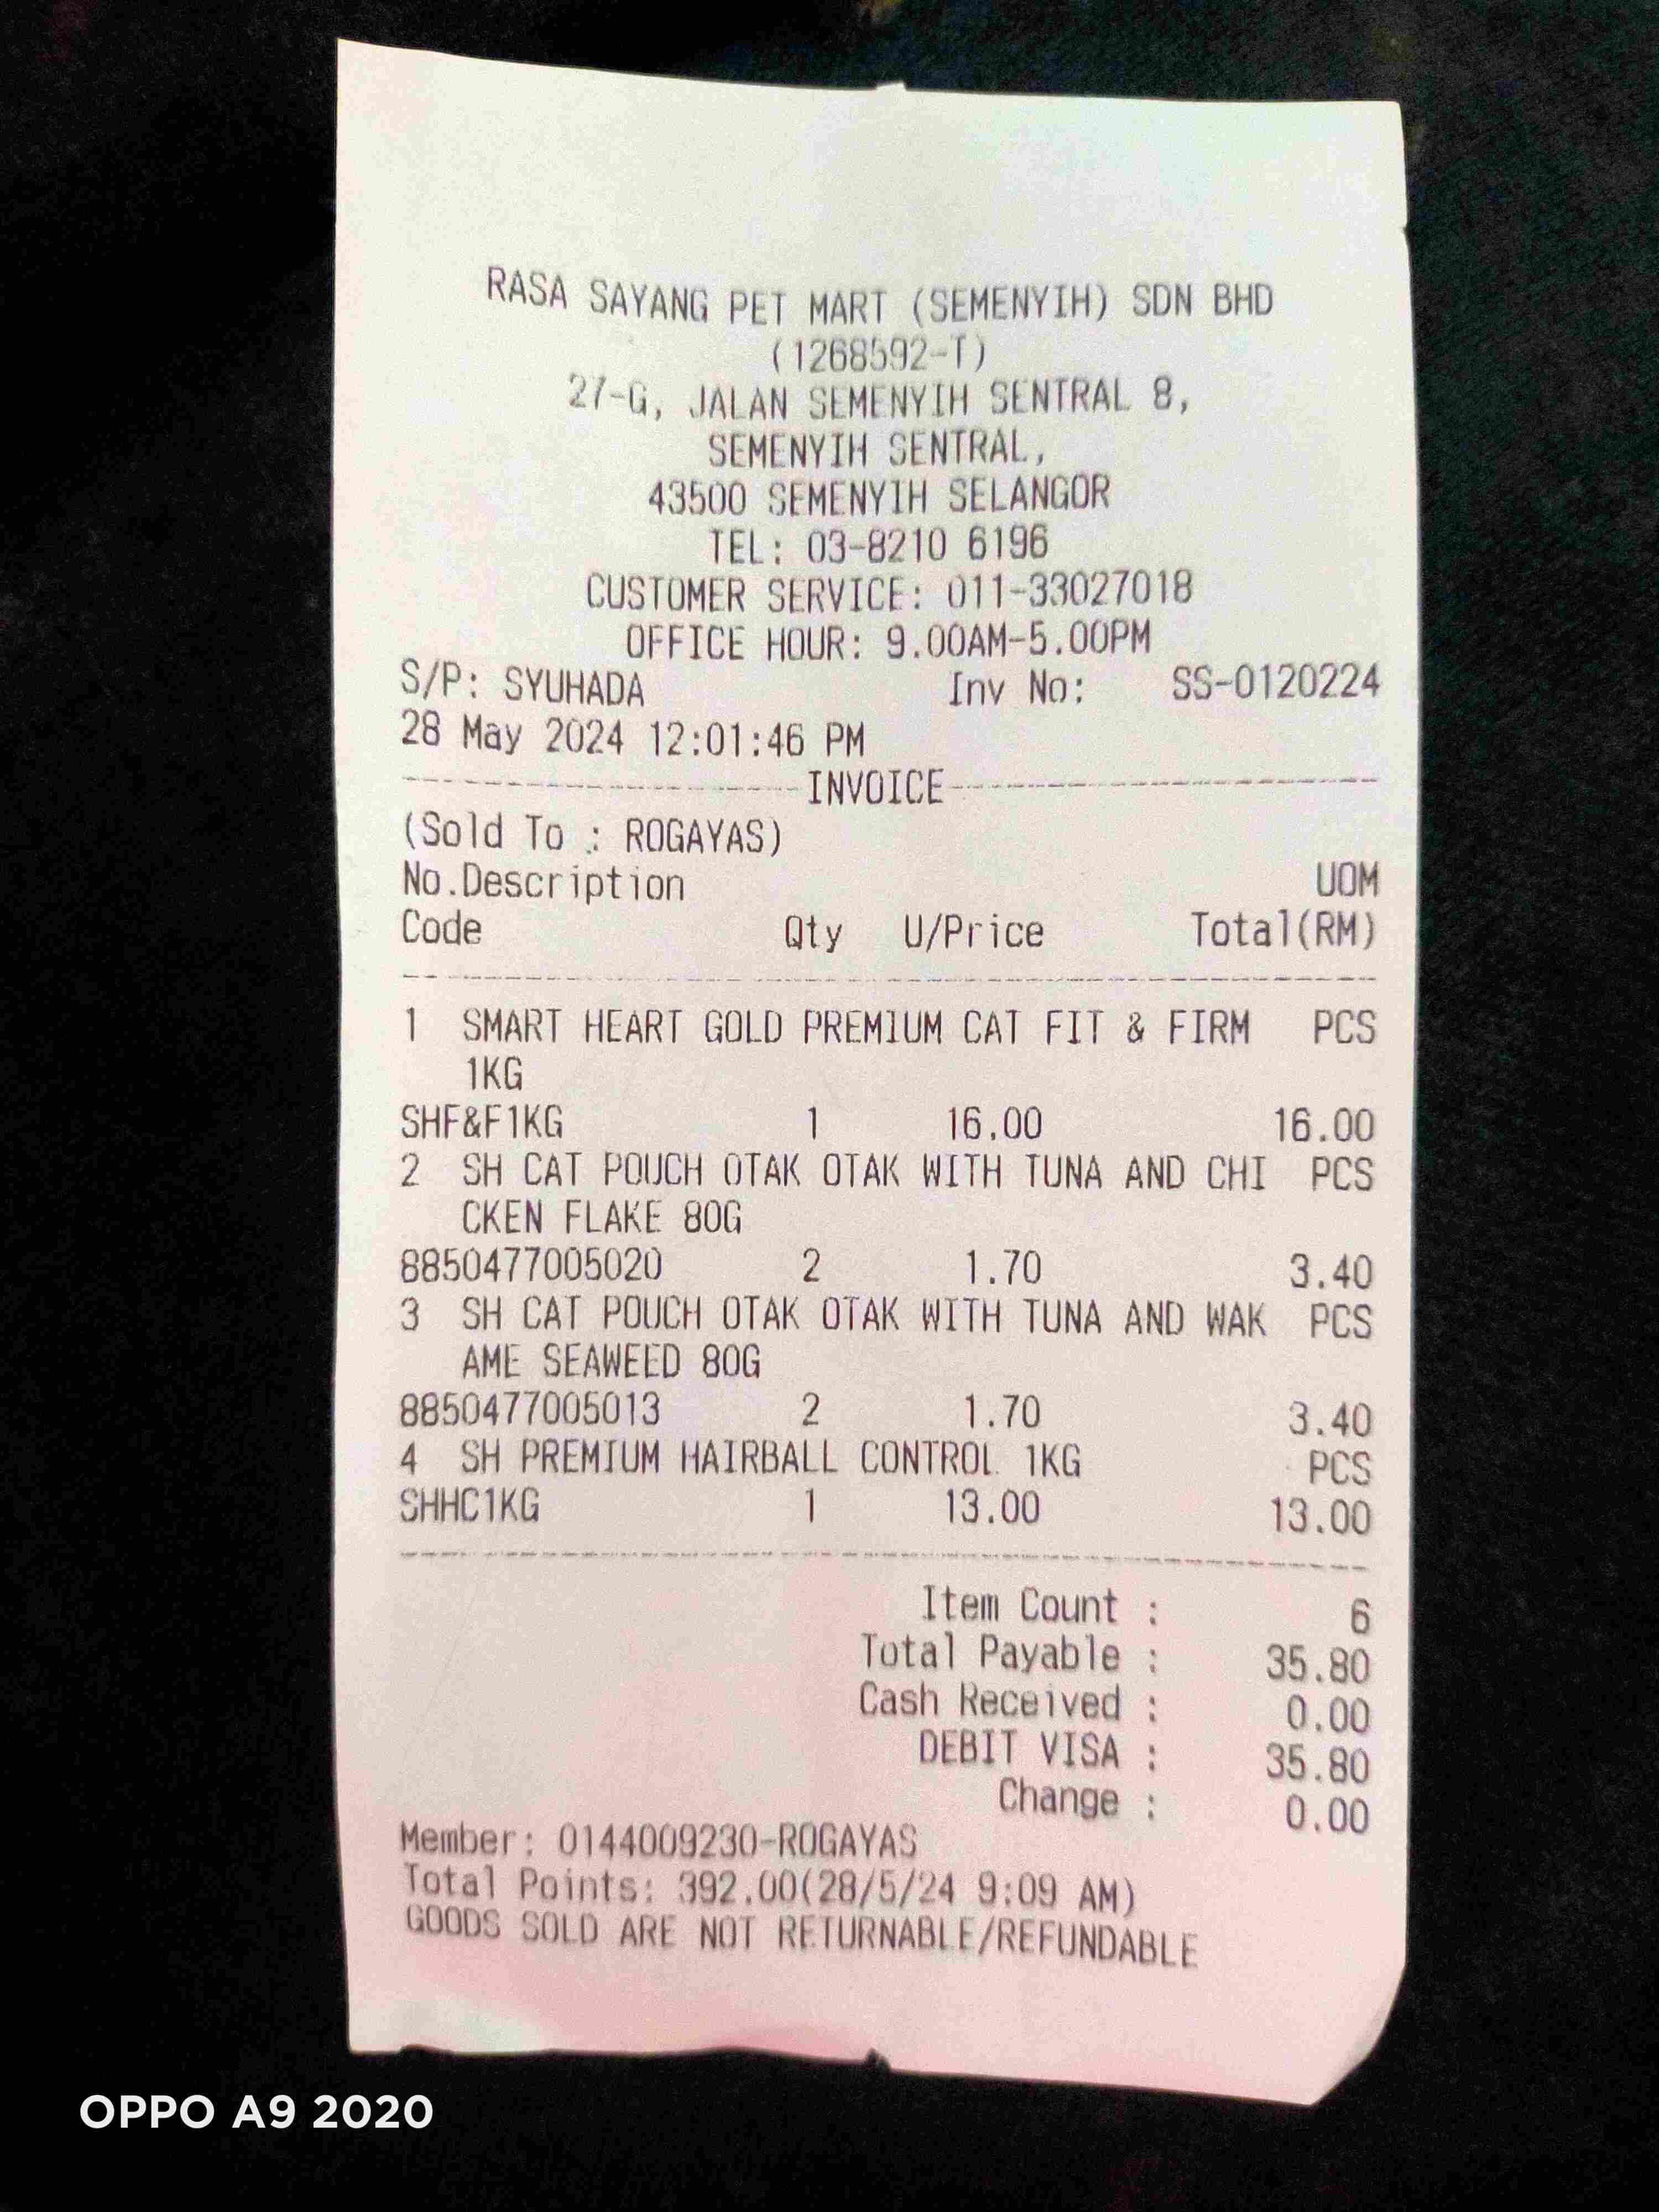 RASA SAYANG PET MART (SEMENYIH) SDN BHD
(1268592-T)
27-G, JALAN SEMENYIH SENTRAL 8,
SEMENYIH SENTRAL,
43500 SEMENYIH SELANGOR
TEL: 03-8210 6196
CUSTOMER SERVICE: 011-33027018
OFFICE HOUR: 9.00AM-5.00PM
S/P: SYUHADA Inv No: SS-0120224
28 May 2024 12:01:46 PM
INVOICE
(Sold To : ROGAYAS)
No.Description UOM
Code Qty U/Price Total(RM)
1 SMART HEART GOLD PREMIUM CAT FIT & FIRM PCS
1KG
SHF&F1KG 1 16.00 16.00
2 SH CAT POUCH OTAK OTAK WITH TUNA AND CHI PCS
CKEN FLAKE 80G
8850477005020 2 1.70 3.40
3 SH CAT POUCH OTAK OTAK WITH TUNA AND WAK PCS
AME SEAWEED 80G
8850477005013 2 1.70 3.40
4 SH PREMIUM HAIRBALL CONTROL 1KG PCS
SHHC1KG 1 13.00 13.00
Item Count : 6
Total Payable : 35.80
Cash Received : 0.00
DEBIT VISA : 35.80
Change : 0.00
Member: 0144009230-ROGAYAS
Total Points: 392.00(28/5/24 9:09 AM)
GOODS SOLD ARE NOT RETURNABLE/REFUNDABLE
OPPO A9 2020